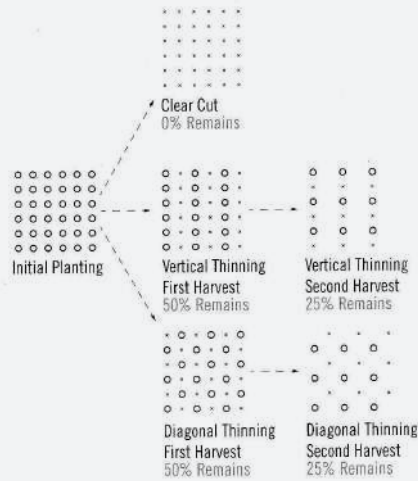 Clear Cut
0% Remains
Initial Planting
Vertical Thinning
First Harvest
50% Remains
Vertical Thinning
Second Harvest
25% Remains
Diagonal Thinning
First Harvest
50% Remains
Diagonal Thinning
Second Harvest
25% Remains